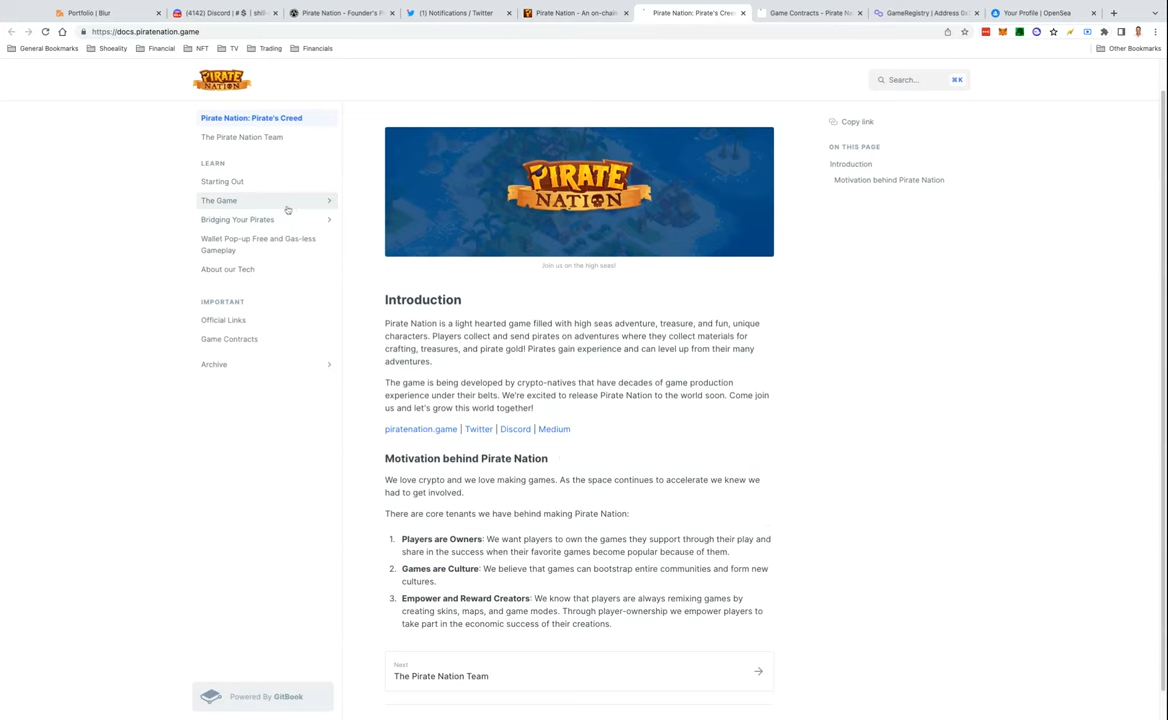 Portfolio | Blur
(4142) Discord | # $ | shill
Pirate Nation - Founder's P
(1) Notifications / Twitter
Pirate Nation - An on-chain
Pirate Nation: Pirate's Creed
Game Contracts - Pirate Na
GameRegistry | Address 0x
Your Profile | OpenSea
https://docs.piratenation.game
General Bookmarks
Shoeality
Financial
NFT
TV
Trading
Financials
Other Bookmarks
PIRATE
NATION
Search...
⌘K
Pirate Nation: Pirate's Creed
The Pirate Nation Team
LEARN
Starting Out
The Game
Bridging Your Pirates
Wallet Pop-up Free and Gas-less
Gameplay
About our Tech
IMPORTANT
Official Links
Game Contracts
Archive
Powered By GitBook
PIRATE
NATION
Join us on the high seas!
Introduction
Pirate Nation is a light hearted game filled with high seas adventure, treasure, and fun, unique
characters. Players collect and send pirates on adventures where they collect materials for
crafting, treasures, and pirate gold! Pirates gain experience and can level up from their many
adventures.
The game is being developed by crypto-natives that have decades of game production
experience under their belts. We're excited to release Pirate Nation to the world soon. Come join
us and let's grow this world together!
piratenation.game | Twitter | Discord | Medium
Motivation behind Pirate Nation
We love crypto and we love making games. As the space continues to accelerate we knew we
had to get involved.
There are core tenants we have behind making Pirate Nation:
1. Players are Owners: We want players to own the games they support through their play and
share in the success when their favorite games become popular because of them.
2. Games are Culture: We believe that games can bootstrap entire communities and form new
cultures.
3. Empower and Reward Creators: We know that players are always remixing games by
creating skins, maps, and game modes. Through player-ownership we empower players to
take part in the economic success of their creations.
Next
The Pirate Nation Team
Copy link
ON THIS PAGE
Introduction
Motivation behind Pirate Nation